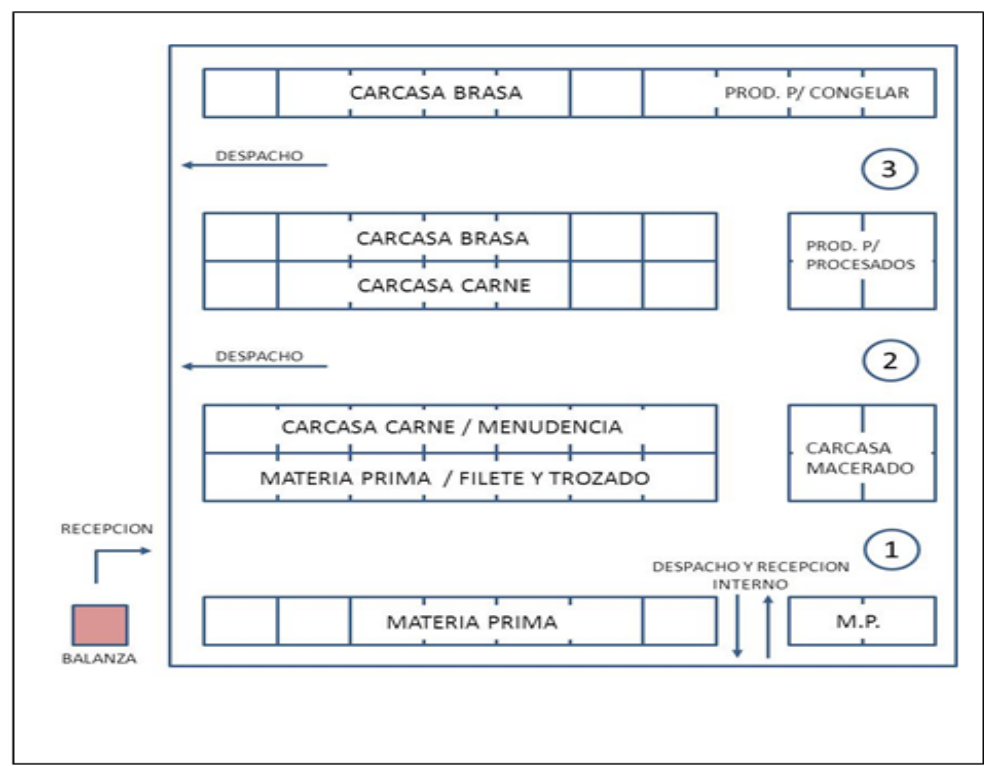 CARCASA BRASA
PROD. P/ CONGELAR
DESPACHO
3
CARCASA BRASA
CARCASA CARNE
PROD. P/
PROCESADOS
DESPACHO
2
CARCASA CARNE / MENUDENCIA
MATERIA PRIMA / FILETE Y TROZADO
CARCASA
MACERADO
RECEPCION
1
DESPACHO Y RECEPCION
INTERNO
MATERIA PRIMA
M.P.
BALANZA